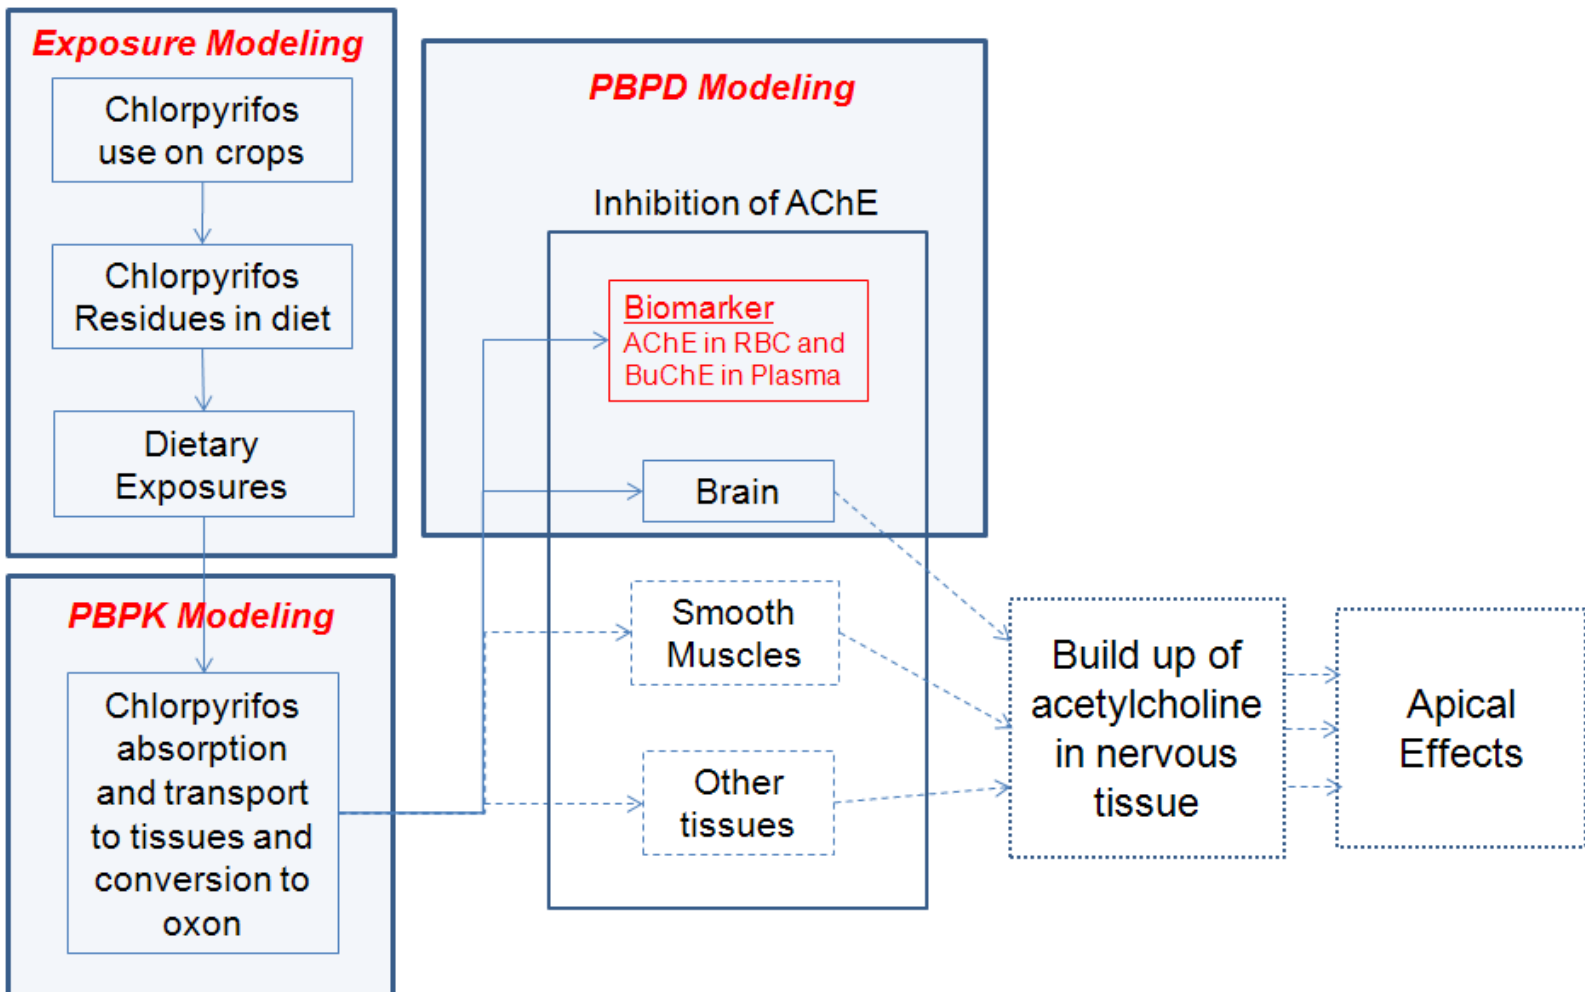 Exposure Modeling
Chlorpyrifos
use on crops
Chlorpyrifos
Residues in diet
Dietary
Exposures
PBPK Modeling
Chlorpyrifos
absorption
and transport
to tissues and
conversion to
oxon
PBPD Modeling
Inhibition of AChE
Biomarker
AChE in RBC and
BuChE in Plasma
Brain
Smooth
Muscles
Other
tissues
Build up of
acetylcholine
in nervous
tissue
Apical
Effects